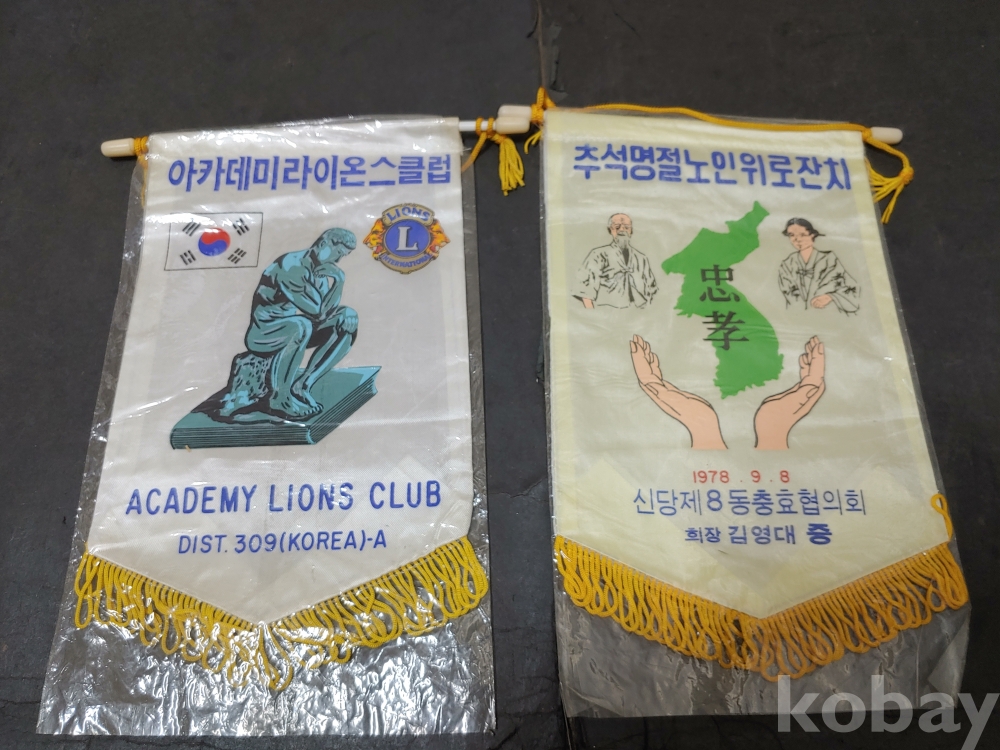 아카데미라이온스클럽
LIONS
L
INTERNATIONAL
ACADEMY LIONS CLUB
DIST. 309(KOREA)-A
추석명절노인위로잔치
忠
孝
1978. 9. 8
신당제8동충효협의회
회장 김영대 증
kobay